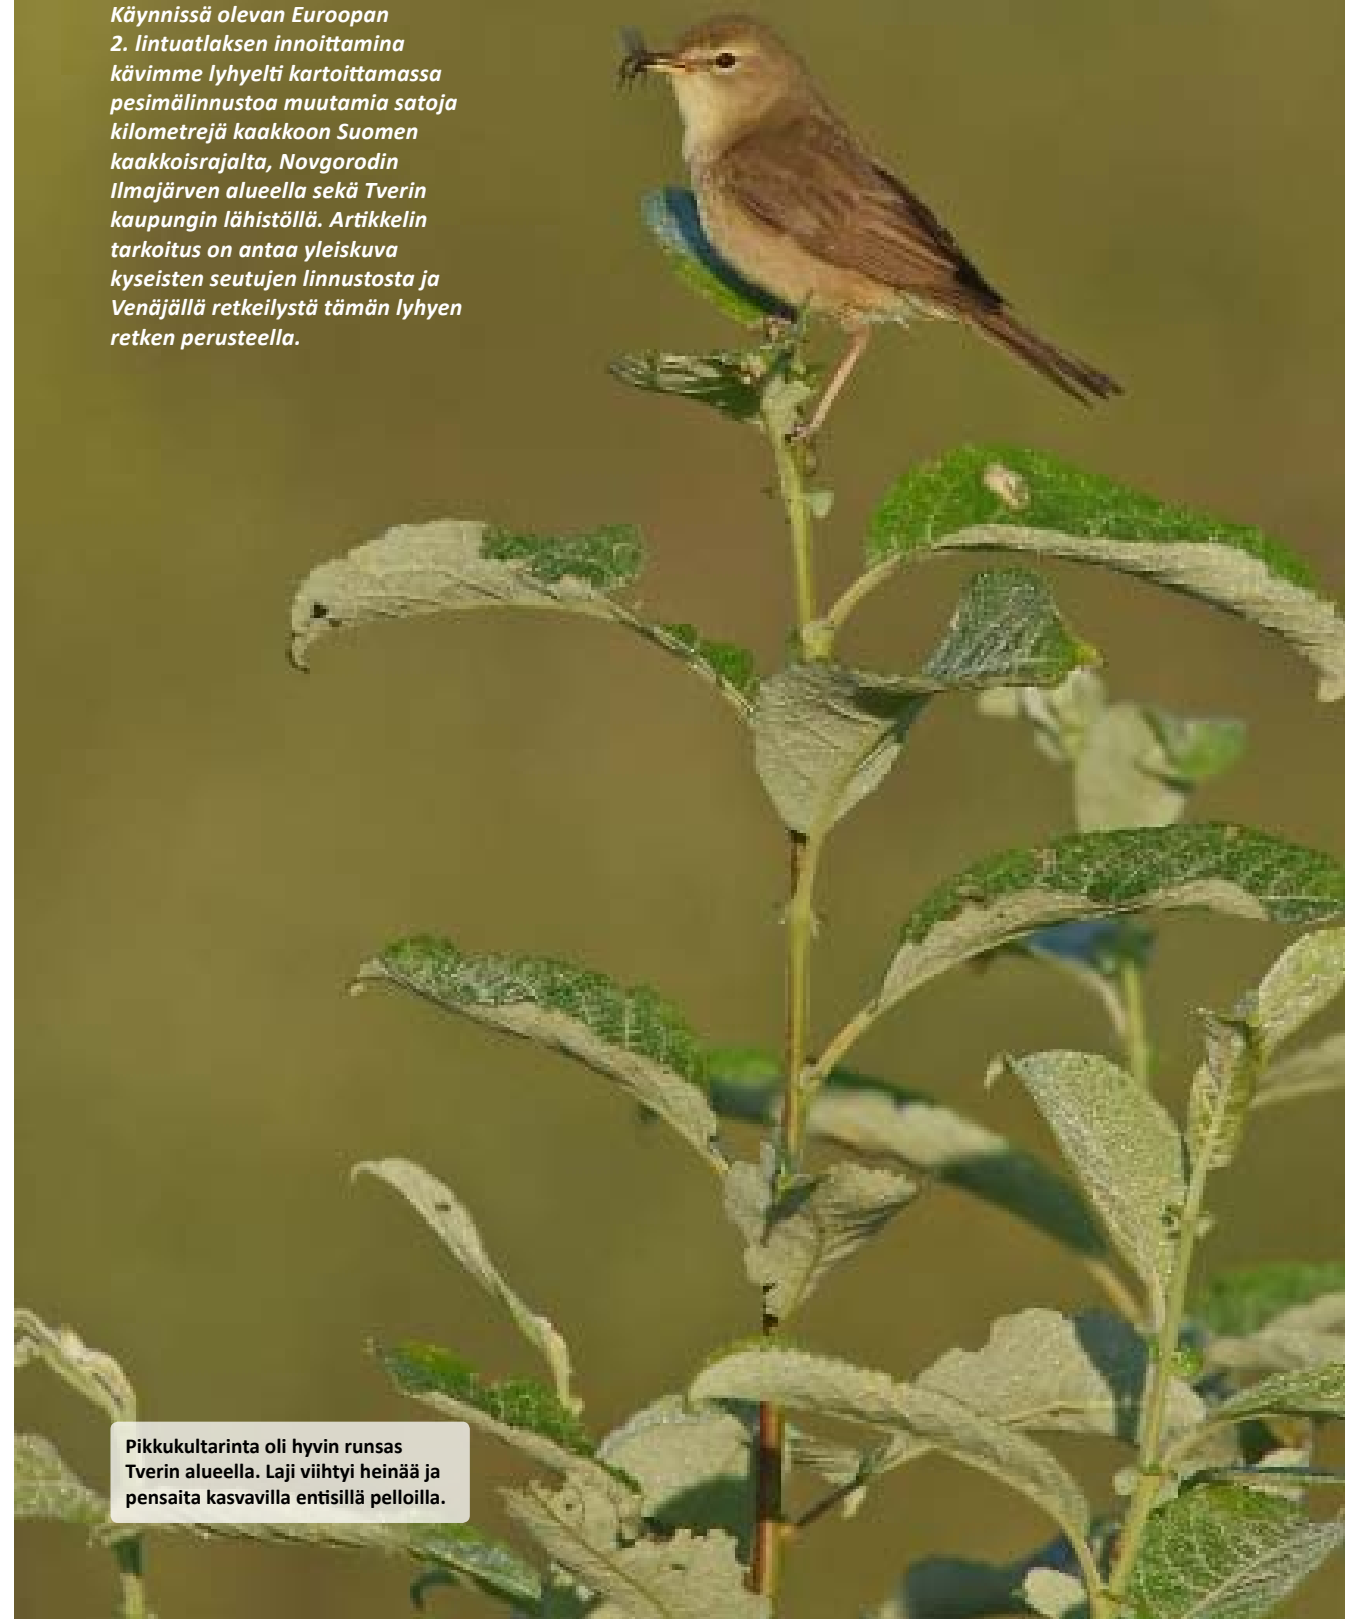 Käynnissä olevan Euroopan
2. lintuatlaksen innoittamina
kävimme lyhyelti kartoittamassa
pesimälinnustoa muutamia satoja
kilometrejä kaakkoon Suomen
kaakkoisrajalta, Novgorodin
Ilmajärven alueella sekä Tverin
kaupungin lähistöllä. Artikkelin
tarkoitus on antaa yleiskuva
kyseisten seutujen linnustosta ja
Venäjällä retkeilystä tämän lyhyen
retken perusteella.
Pikkukultarinta oli hyvin runsas
Tverin alueella. Laji viihtyi heinää ja
pensaita kasvavilla entisillä pelloilla.